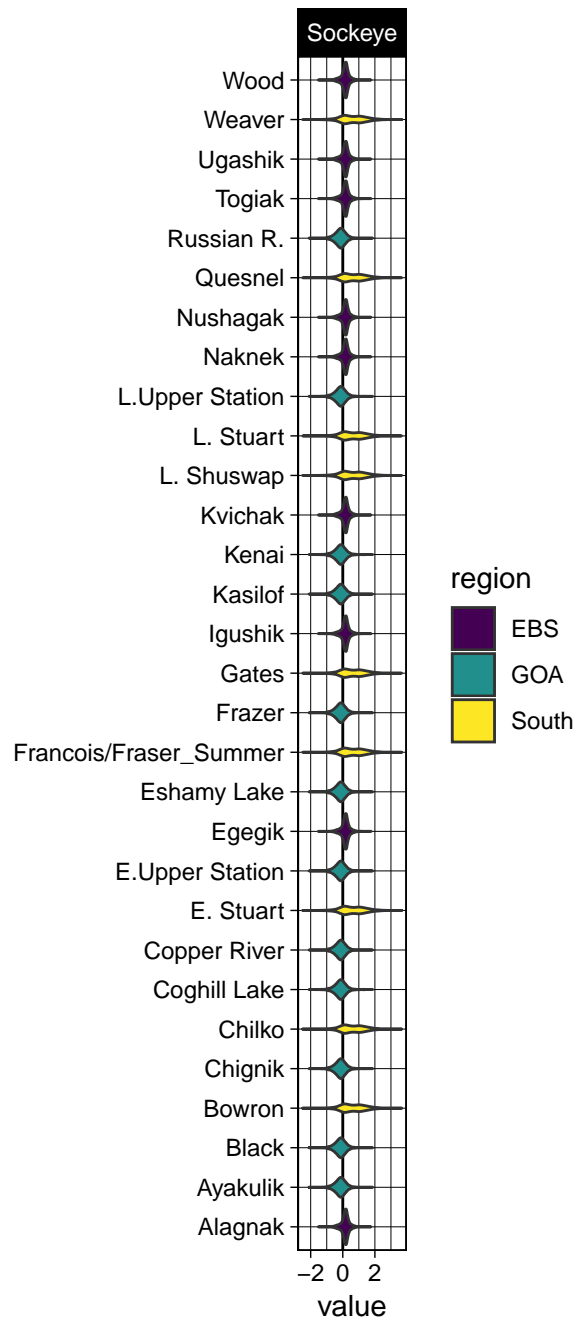 Sockeye
Wood
Weaver
Ugashik
Togiak
Russian R.
Quesnel
Nushagak
Naknek
L.Upper Station
L. Stuart
L. Shuswap
Kvichak
Kenai
Kasilof
Igushik
Gates
Frazer
Francois/Fraser_Summer
Eshamy Lake
Egegik
E.Upper Station
E. Stuart
Copper River
Coghill Lake
Chilko
Chignik
Bowron
Black
Ayakulik
Alagnak
−2 0 2
value
region
EBS
GOA
South